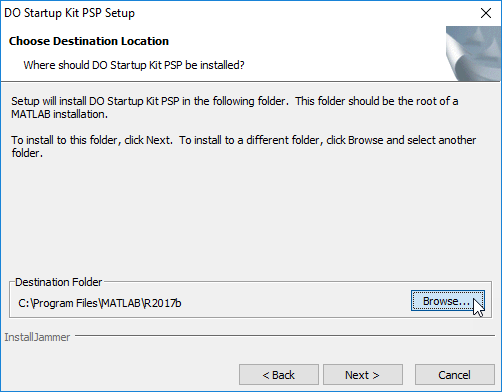 DO Startup Kit PSP Setup
Choose Destination Location
Where should DO Startup Kit PSP be installed?
Setup will install DO Startup Kit PSP in the following folder.  This folder should be the root of a
MATLAB installation.
To install to this folder, click Next.  To install to a different folder, click Browse and select another
folder.
Destination Folder
C:\Program Files\MATLAB\R2017b
Browse...
InstallJammer
< Back
Next >
Cancel